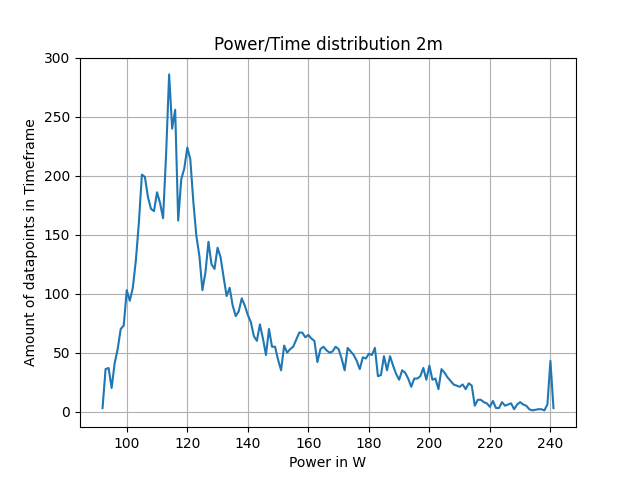 Power/Time distribution 2m
Amount of datapoints in Timeframe
300
250
200
150
100
50
0
100 120 140 160 180 200 220 240
Power in W